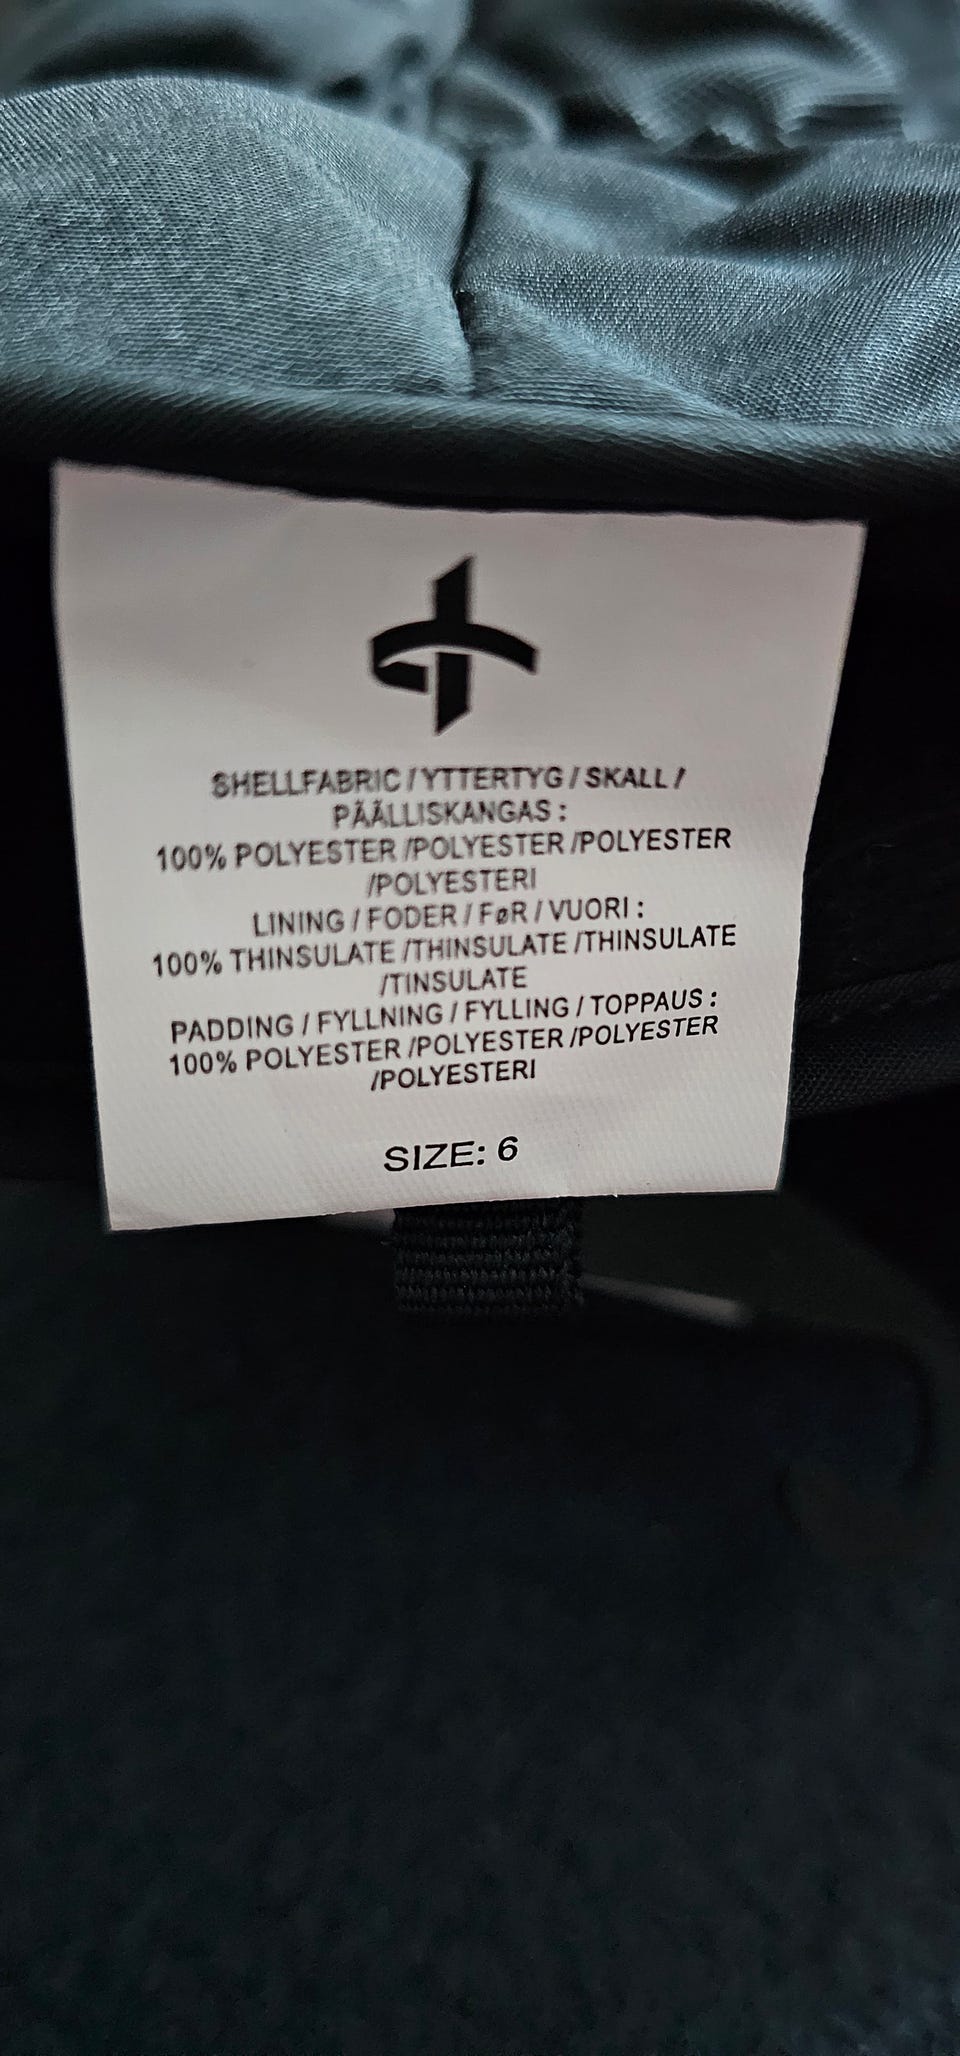 SHELLFABRIC / YTTERTYG / SKALL /
PÄÄLLISKANGAS :
100% POLYESTER /POLYESTER /POLYESTER
/POLYESTERI
LINING / FODER / FøR / VUORI :
100% THINSULATE /THINSULATE /THINSULATE
/TINSULATE
PADDING / FYLLNING / FYLLING / TOPPAUS :
100% POLYESTER /POLYESTER /POLYESTER
/POLYESTERI
SIZE: 6